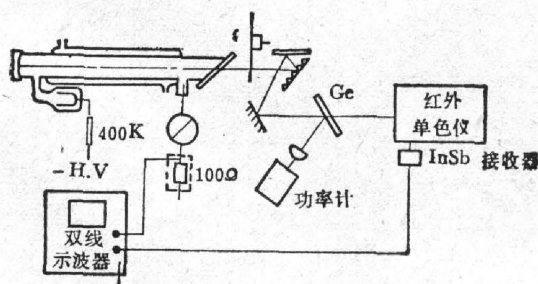 f
Ge
400K
-H.V
100Ω
功率计
红外
单色仪
InSb 接收器
双线
示波器